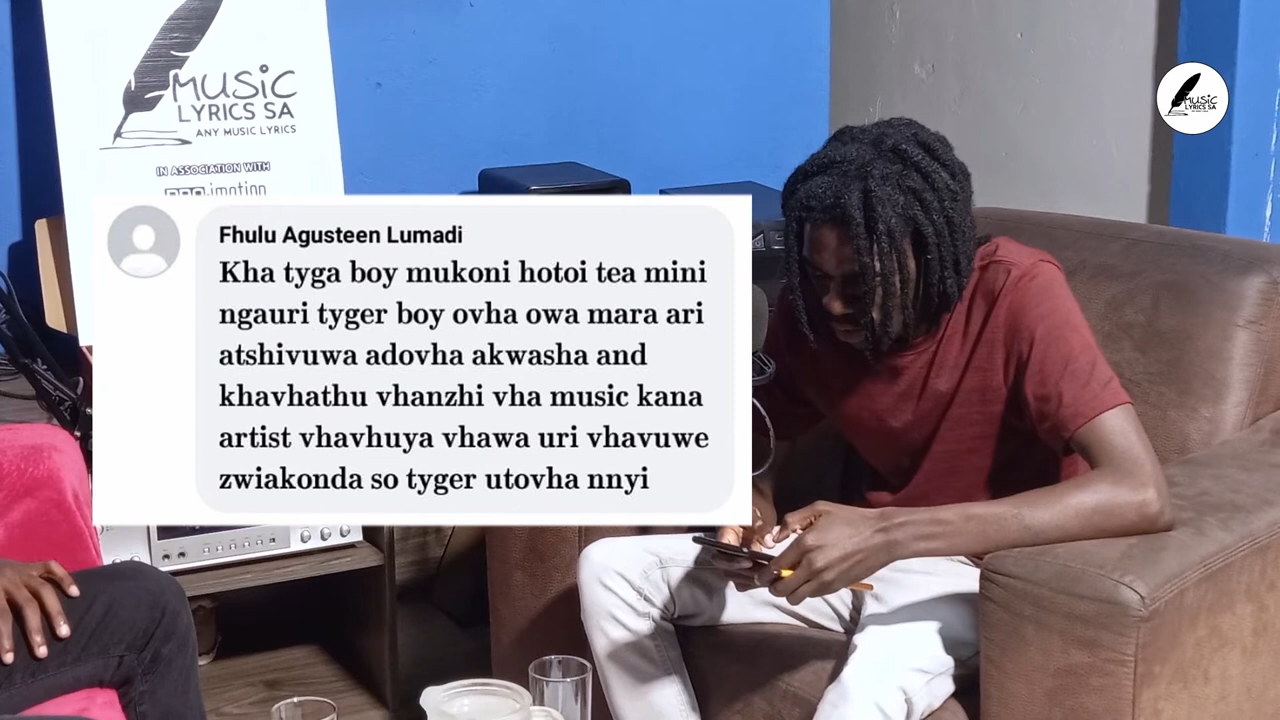 MUSIC
LYRICS SA
ANY MUSIC LYRICS
IN ASSOCIATION WITH
MUSIC
LYRICS SA
Fhulu Agusteen Lumadi
Kha tyga boy mukoni hotoi tea mini
ngauri tyger boy ovha owa mara ari
atshivuwa adovha akwasha and
khavhathu vhanzhi vha music kana
artist vhavhuya vhawa uri vhavuwe
zwiakonda so tyger utovha nnyi